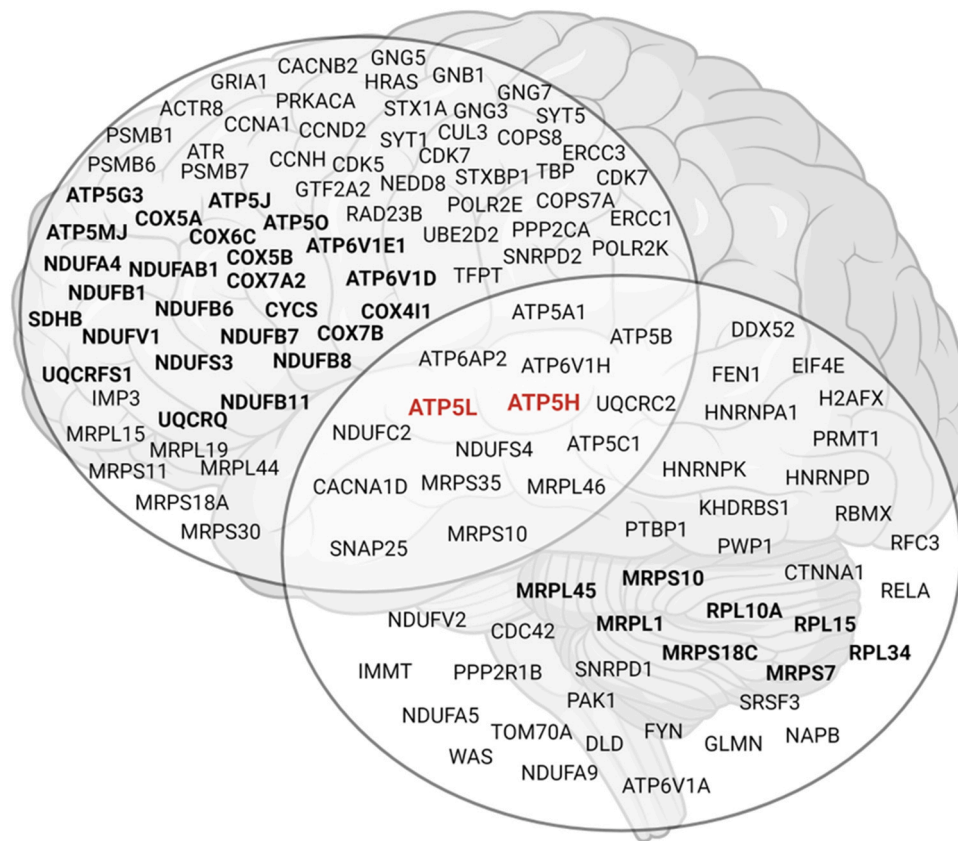 GNG5
CACNB2
GRIA1
HRAS
GNB1
GNG7
ACTR8
PRKACA
STX1A
GNG3
SYT5
PSMB1
CCNA1
CCND2
SYT1
CUL3
COPS8
PSMB6
ATR
PSMB7
CCNH
CDK5
CDK7
STXBP1
TBP
ERCC3
CDK7
ATP5G3
ATP5J
GTF2A2
NEDD8
POLR2E
COPS7A
ATP5MJ
COX5A
ATP5O
RAD23B
UBE2D2
PPP2CA
ERCC1
COX6C
ATP6V1E1
SNRPD2
POLR2K
NDUFA4
NDUFAB1
COX5B
COX7A2
ATP6V1D
TFPT
NDUFB1
NDUFB6
CYCS
COX4I1
SDHB
NDUFV1
NDUFB7
COX7B
NDUFS3
NDUFB8
UQCRFS1
IMP3
UQCRQ
NDUFB11
MRPL15
MRPL19
MRPS11
MRPL44
MRPS18A
MRPS30
ATP5A1
ATP5B
ATP6AP2
ATP6V1H
ATP5L
ATP5H
UQCRC2
NDUFC2
NDUFS4
ATP5C1
CACNA1D
MRPS35
MRPL46
SNAP25
MRPS10
DDX52
FEN1
EIF4E
HNRNPA1
H2AFX
PRMT1
HNRNPK
HNRNPD
KHDRBS1
RBMX
PTBP1
PWP1
RFC3
CTNNA1
RELA
MRPL45
MRPS10
RPL10A
MRPL1
RPL15
MRPS18C
RPL34
MRPS7
NDUFV2
CDC42
IMMT
PPP2R1B
SNRPD1
PAK1
SRSF3
NDUFA5
TOM70A
DLD
FYN
GLMN
NAPB
WAS
NDUFA9
ATP6V1A